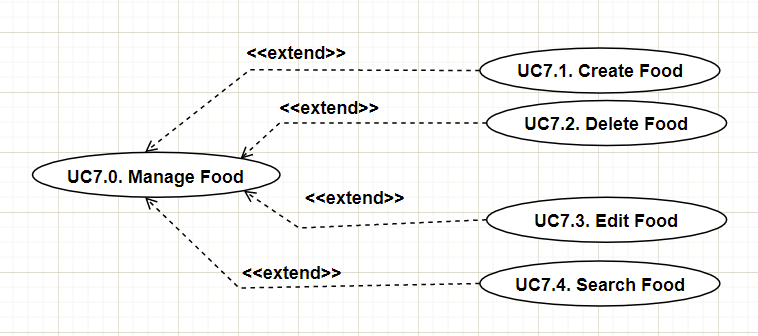 <<extend>>
UC7.1. Create Food
<<extend>>
UC7.2. Delete Food
UC7.0. Manage Food
<<extend>>
UC7.3. Edit Food
<<extend>>
UC7.4. Search Food